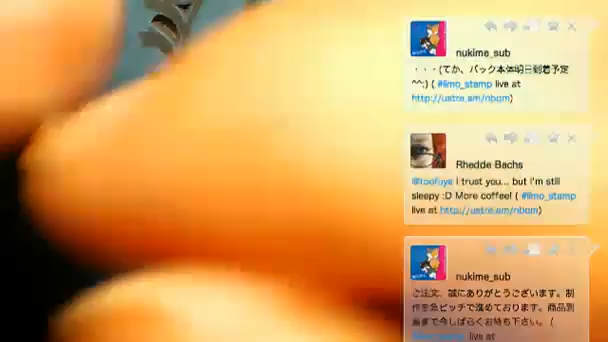 nukime_sub
・・・(てか、パック本体明日到着予定
^^;) ( #limo_stamp live at
http://ustre.am/nbom)
Rhedde Bachs
@toofuya I trust you... but I'm still
sleepy :D More coffee! ( #limo_stamp
live at http://ustre.am/nbom)
nukime_sub
ご注文、誠にありがとうございます。制
作を急ピッチで進めております。商品到
着まで今しばらくお待ち下さい。 (
#limo_stamp live at